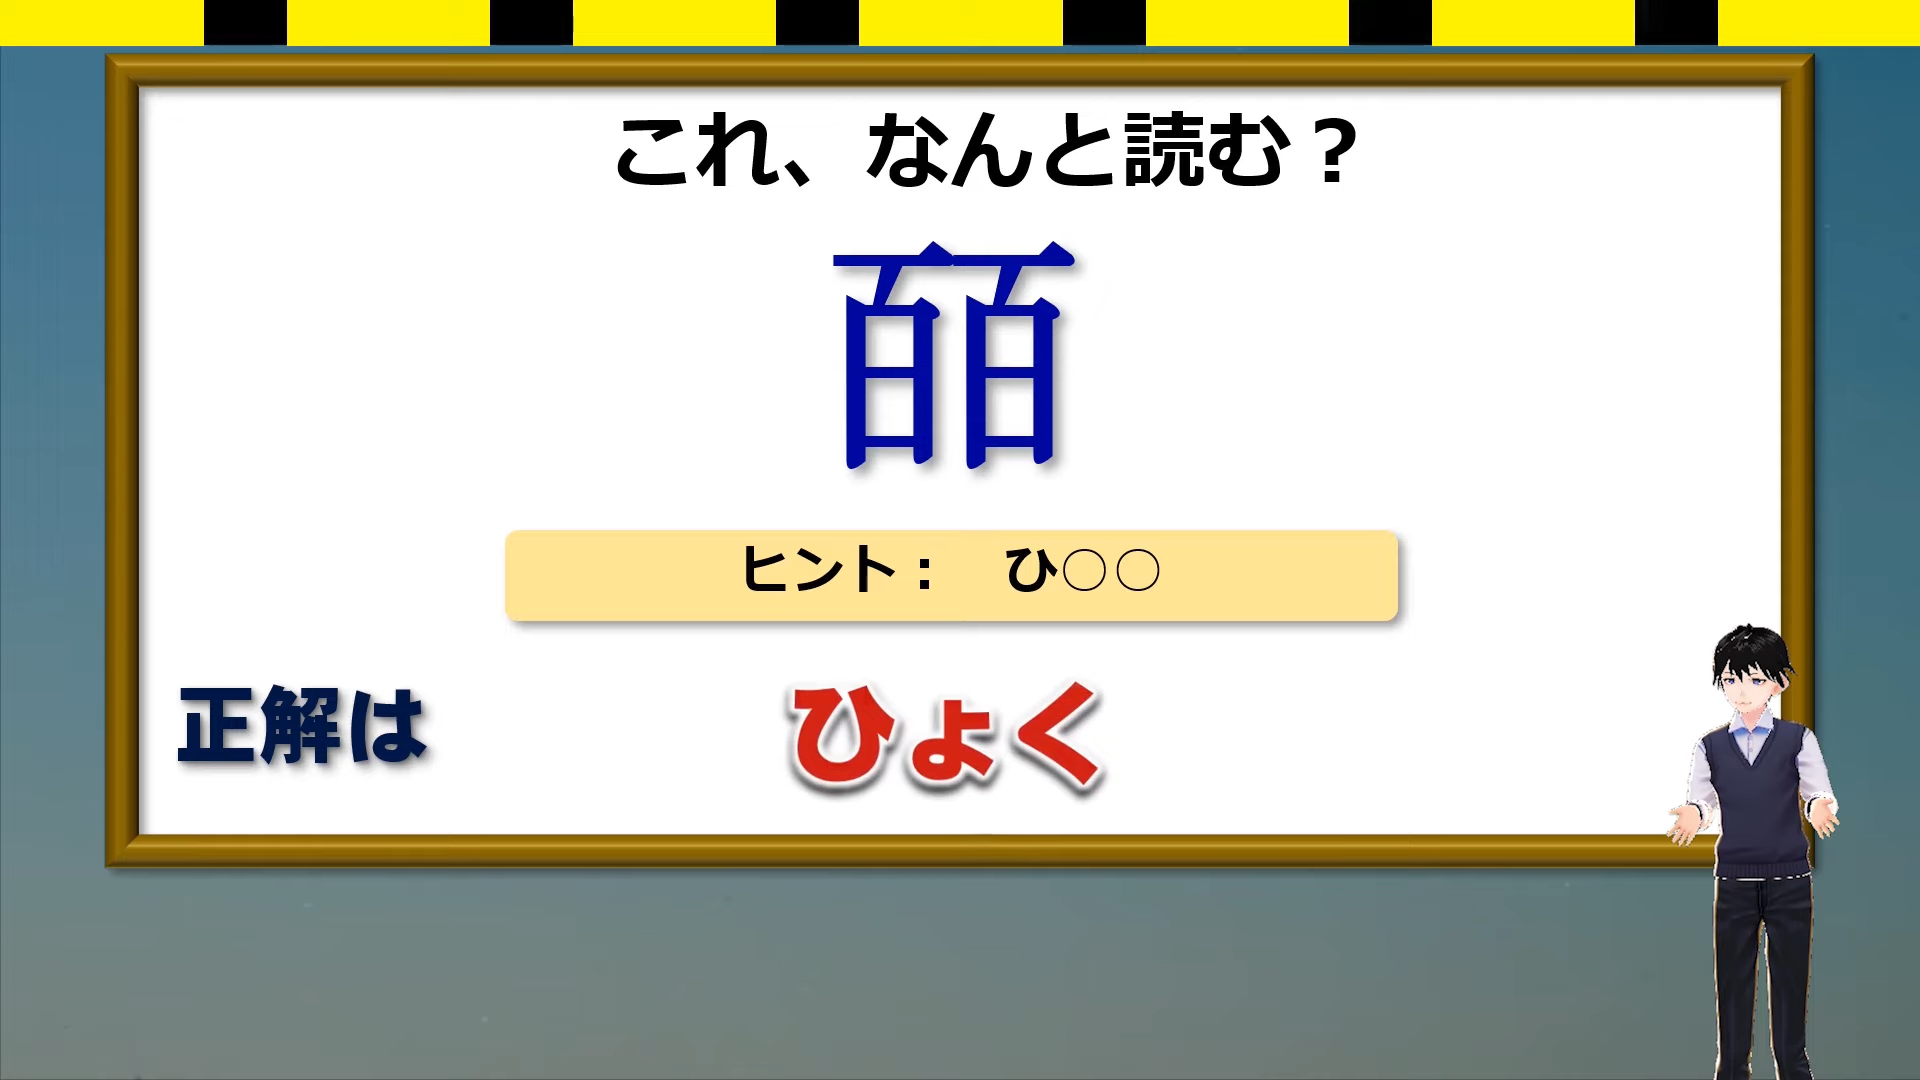 これ、なんと読む？
皕
ヒント：　ひ○○
正解は　ひょく